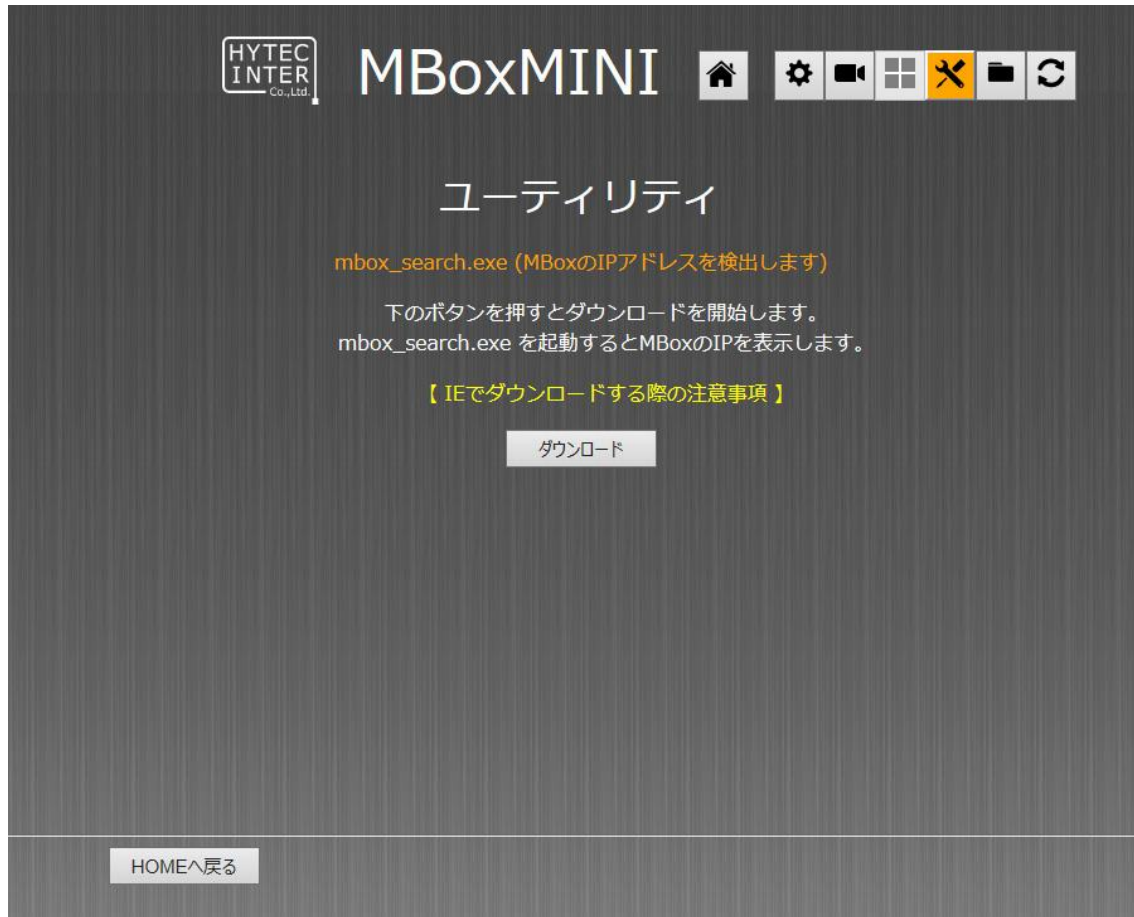 HYTEC
INTER
Co.,Ltd.
MBoxMINI
ユーティリティ
mbox_search.exe (MBoxのIPアドレスを検出します)
下のボタンを押すとダウンロードを開始します。
mbox_search.exe を起動するとMBoxのIPを表示します。
【 IEでダウンロードする際の注意事項 】
ダウンロード
HOMEへ戻る